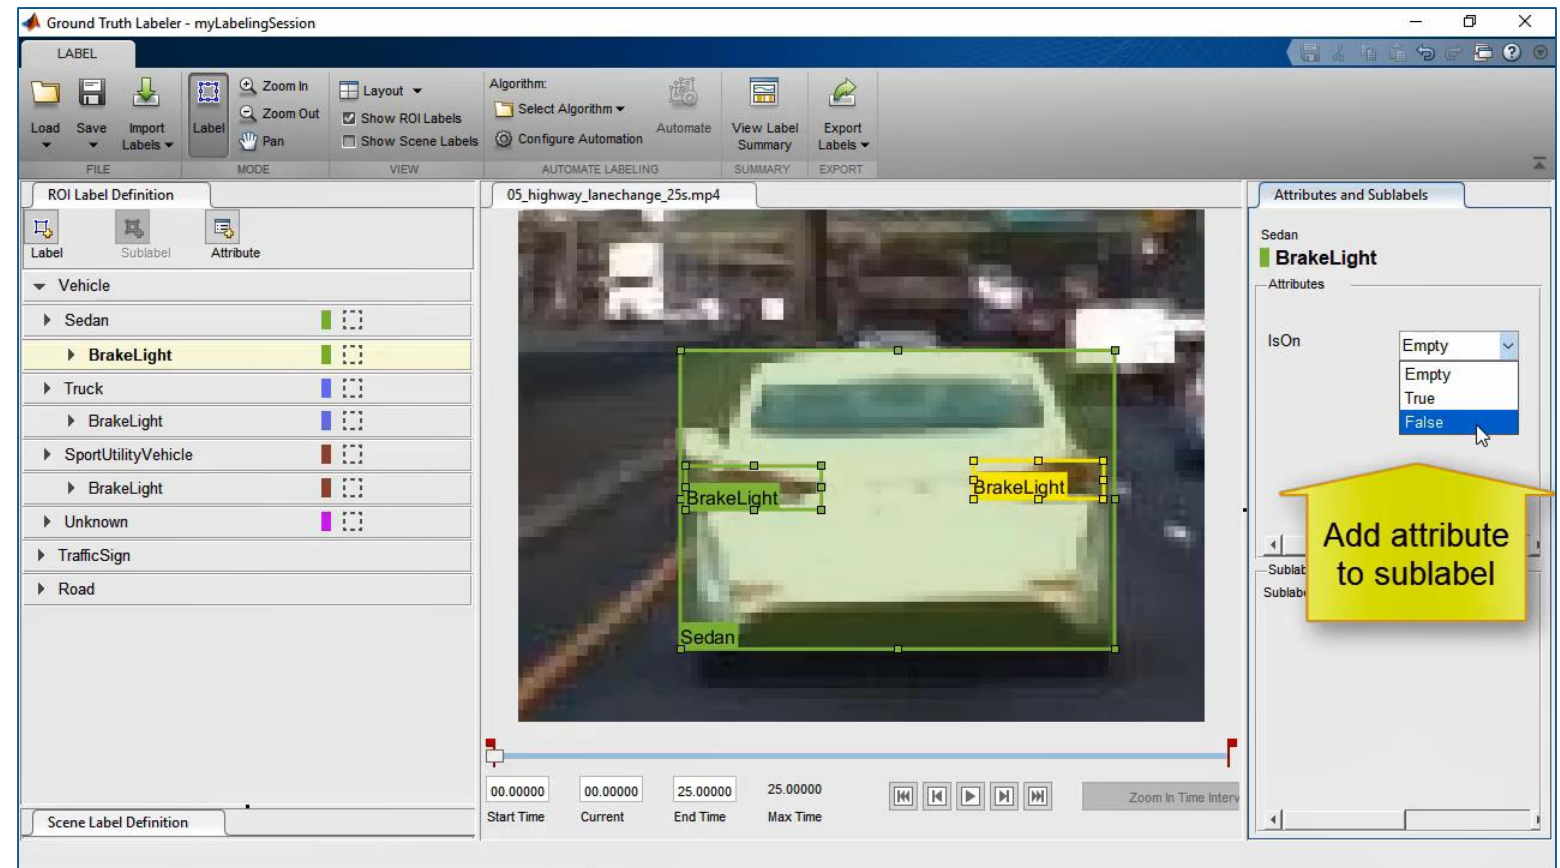 Ground Truth Labeler - myLabelingSession
LABEL
Load
Save
Import
Labels
FILE
Label
Zoom In
Zoom Out
Pan
MODE
Layout
Show ROI Labels
Show Scene Labels
VIEW
Algorithm:
Select Algorithm
Configure Automation
Automate
AUTOMATE LABELING
View Label
Summary
SUMMARY
Export
Labels
EXPORT
ROI Label Definition
Label
Sublabel
Attribute
Vehicle
Sedan
BrakeLight
Truck
BrakeLight
SportUtilityVehicle
BrakeLight
Unknown
TrafficSign
Road
Scene Label Definition
05_highway_lanechange_25s.mp4
BrakeLight
BrakeLight
Sedan
00.00000
00.00000
25.00000
25.00000
Start Time
Current
End Time
Max Time
Zoom In Time Interv
Attributes and Sublabels
Sedan
BrakeLight
Attributes
IsOn
Empty
Empty
True
False
Add attribute
to sublabel